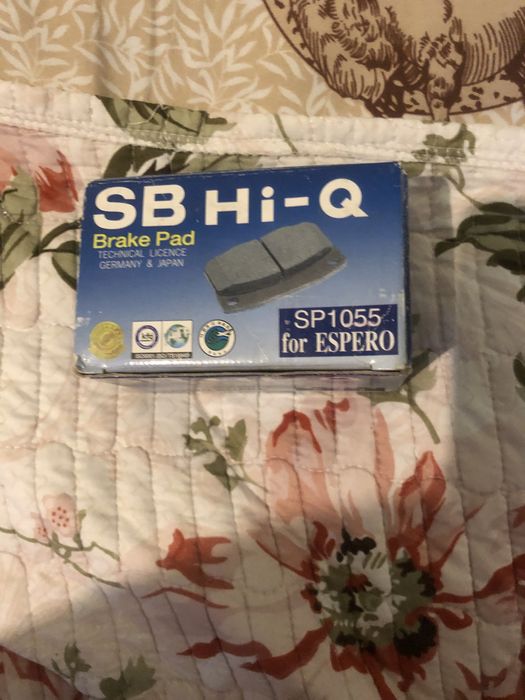 SB Hi-Q
Brake Pad
TECHNICAL LICENCE
GERMANY & JAPAN
SP1055
for ESPERO